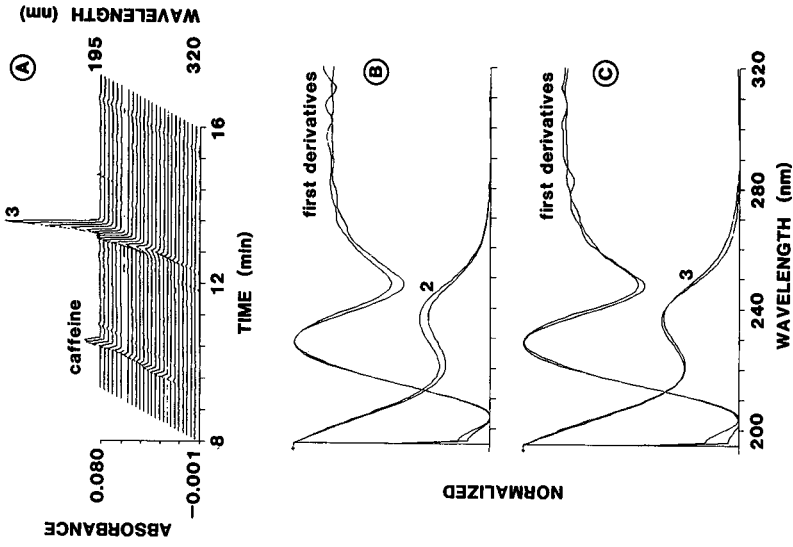 A
WAVELENGTH (nm)
195
320
3
caffeine
0.080
-0.001
ABSORBANCE
8
12
16
TIME (min)
B
first derivatives
2
C
first derivatives
3
NORMALIZED
200
240
280
320
WAVELENGTH (nm)